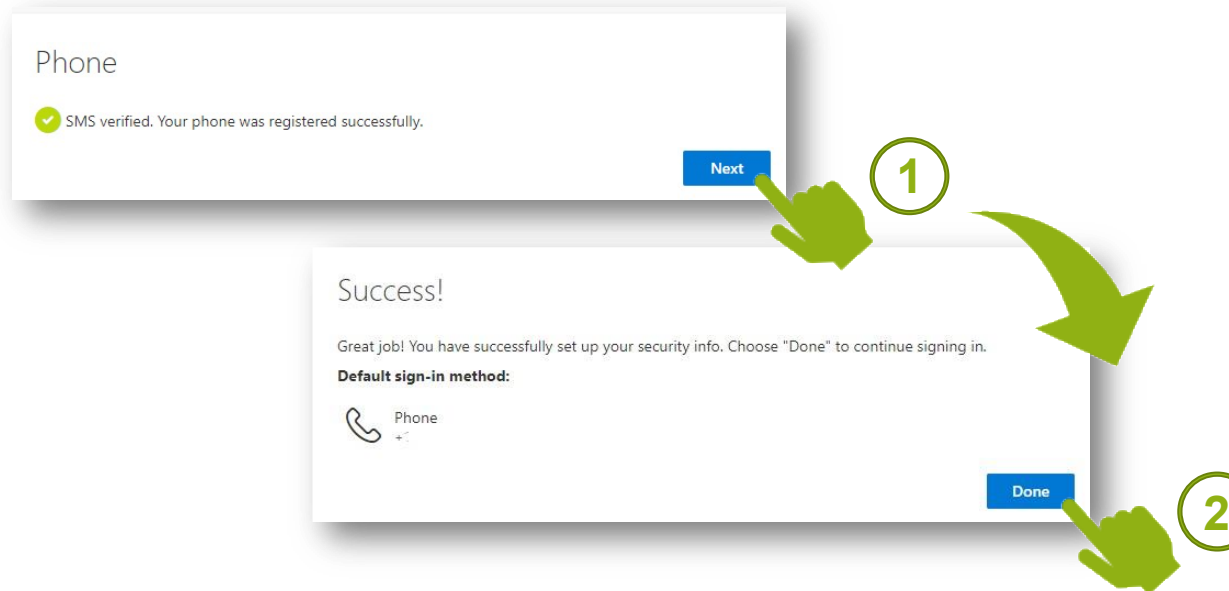 Phone
SMS verified. Your phone was registered successfully.
Next
1
Success!
Great job! You have successfully set up your security info. Choose "Done" to continue signing in.
Default sign-in method:
Phone
+
Done
2